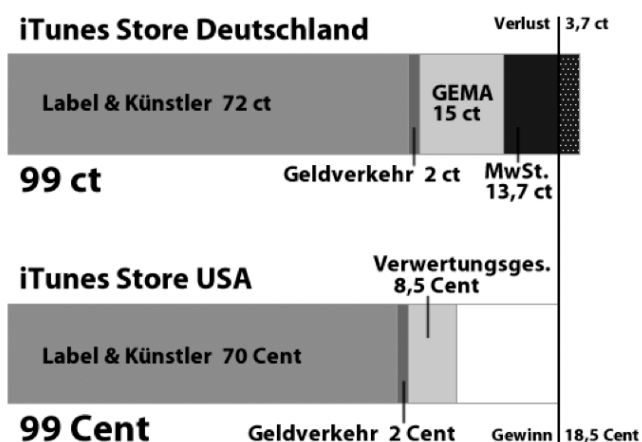 iTunes Store Deutschland
Verlust 3,7 ct
Label & Künstler 72 ct
GEMA
15 ct
99 ct
Geldverkehr 2 ct
MwSt.
13,7 ct
Verwertungsges.
8,5 Cent
iTunes Store USA
Label & Künstler 70 Cent
99 Cent
Geldverkehr 2 Cent
Gewinn 18,5 Cent